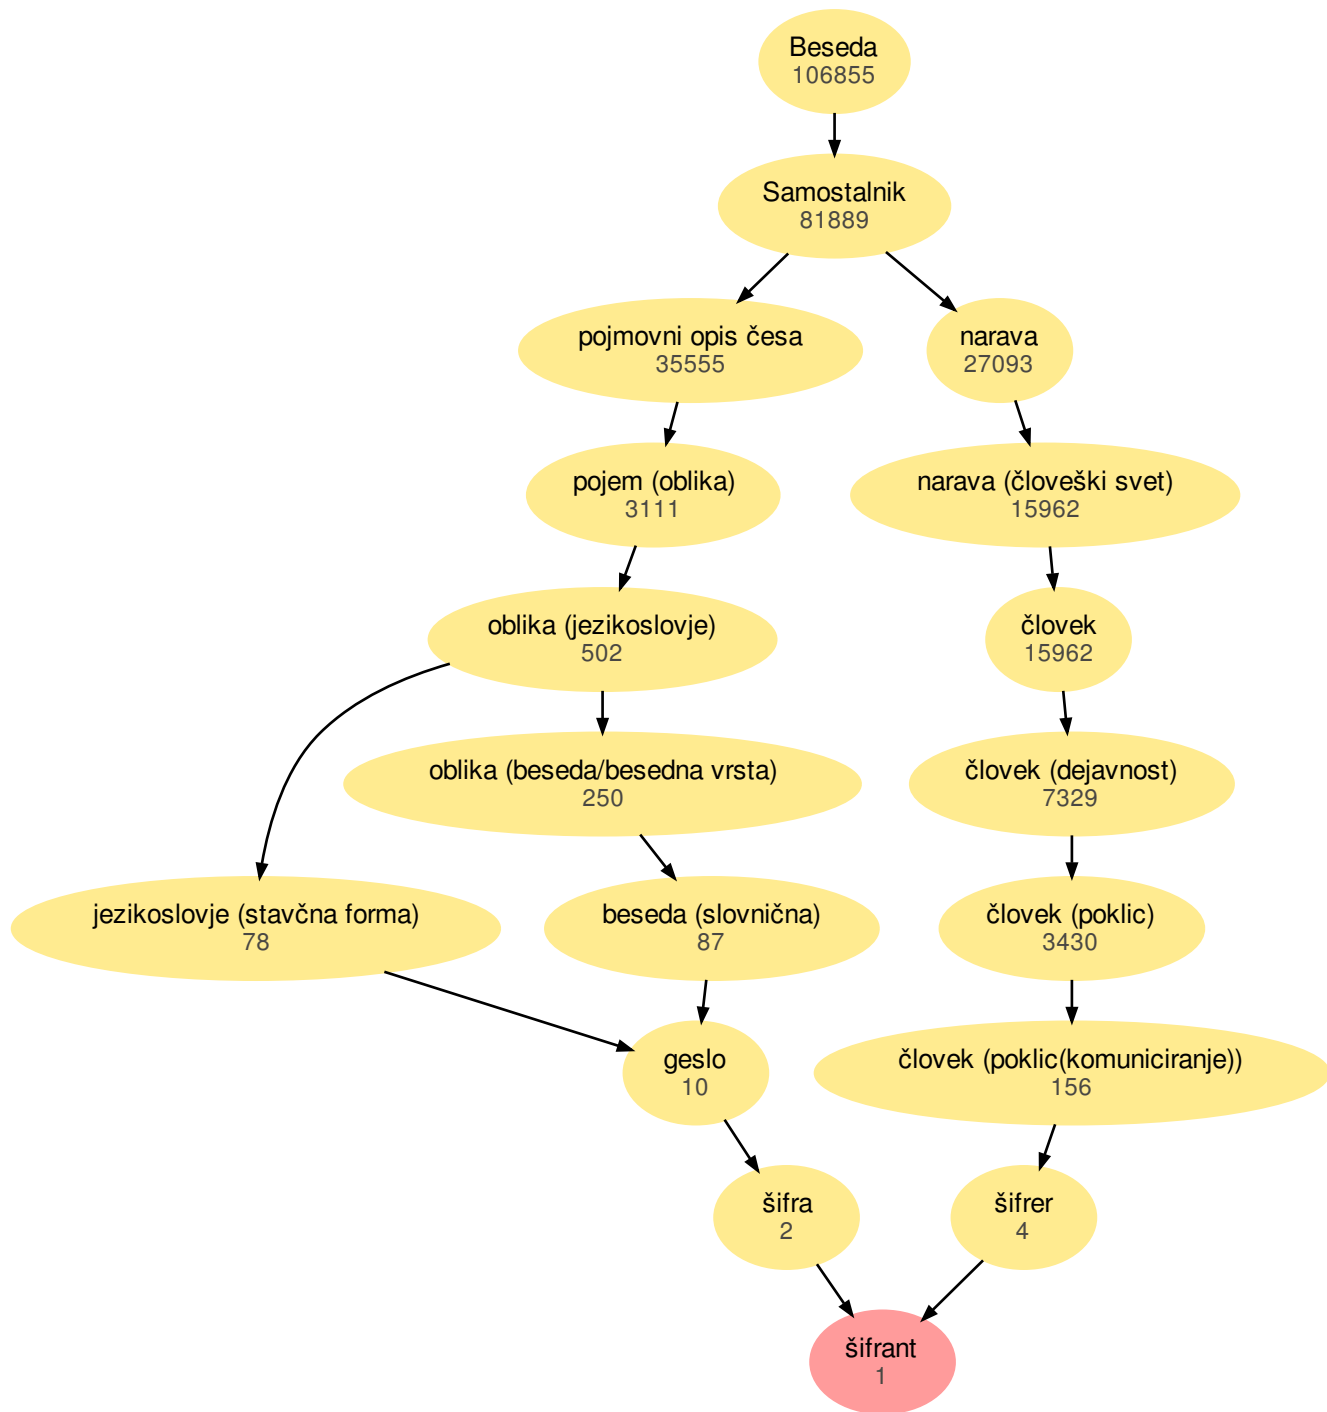 Beseda
106855
Samostalnik
81889
pojmovni opis česa
35555
narava
27093
pojem (oblika)
3111
narava (človeški svet)
15962
oblika (jezikoslovje)
502
človek
15962
oblika (beseda/besedna vrsta)
250
človek (dejavnost)
7329
jezikoslovje (stavčna forma)
78
beseda (slovnična)
87
človek (poklic)
3430
geslo
10
človek (poklic(komuniciranje))
156
šifra
2
šifrer
4
šifrant
1